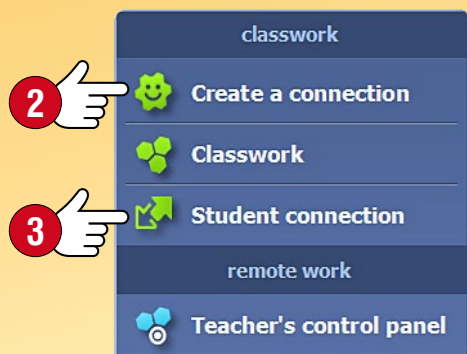 classwork
2
Create a connection
Classwork
3
Student connection
remote work
Teacher's control panel